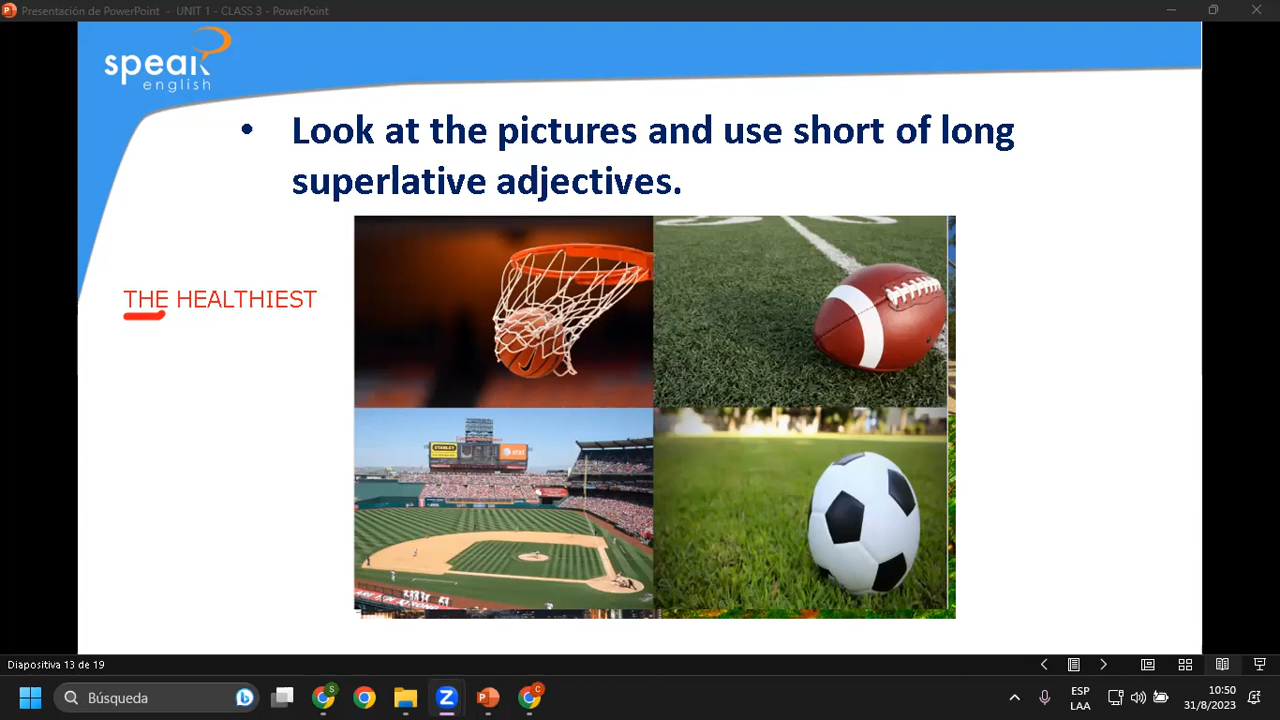 Presentación de PowerPoint - UNIT 1 - CLASS 3 - PowerPoint
speak
english
• Look at the pictures and use short of long
superlative adjectives.
THE HEALTHIEST
STANLEY
at&t
Diapositiva 13 de 19
Búsqueda
S
C
ESP
LAA
10:50
31/8/2023